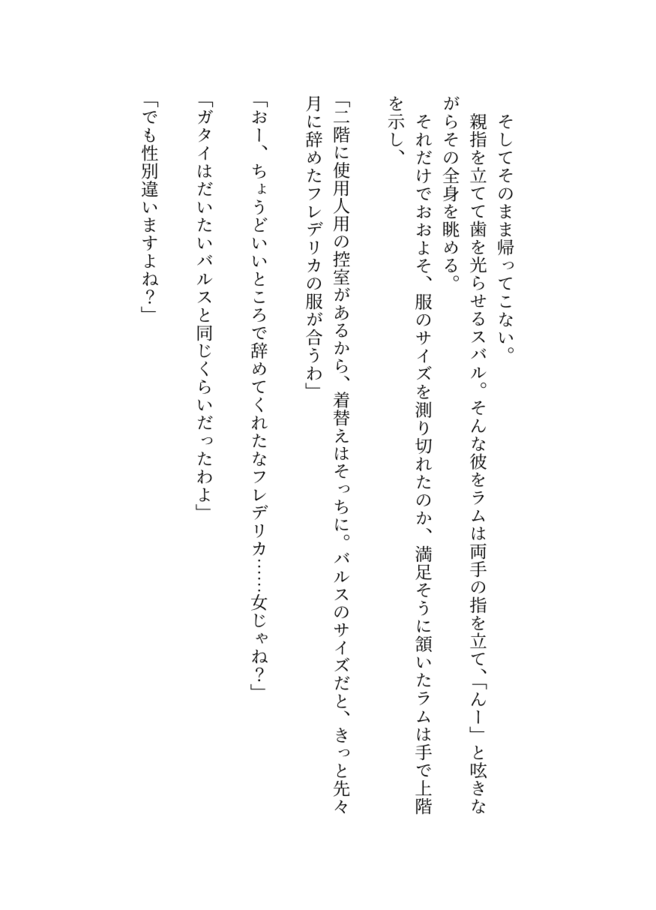 そしてそのまま帰ってこない。
親指を立てて歯を光らせるスバル。そんな彼をラムは両手の指を立て、「んー」と呟きな
がらその全身を眺める。
それだけでおおよそ、服のサイズを測り切れたのか、満足そうに頷いたラムは手で上階
を示し、
「二階に使用人用の控室があるから、着替えはそっちに。バルスのサイズだと、きっと先々
月に辞めたフレデリカの服が合うわ」
「おー、ちょうどいいところで辞めてくれたなフレデリカ……女じゃね？」
「ガタイはだいたいバルスと同じくらいだったわよ」
「でも性別違いますよね？」